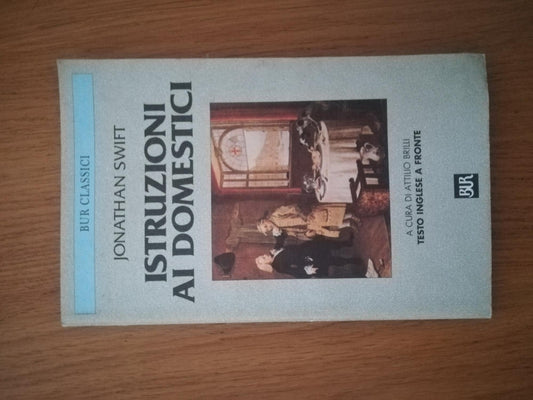 BUR CLASSICI
JONATHAN SWIFT
ISTRUZIONI
AI DOMESTICI
A CURA DI ATTILIO BRILLI
TESTO INGLESE A FRONTE
BUR